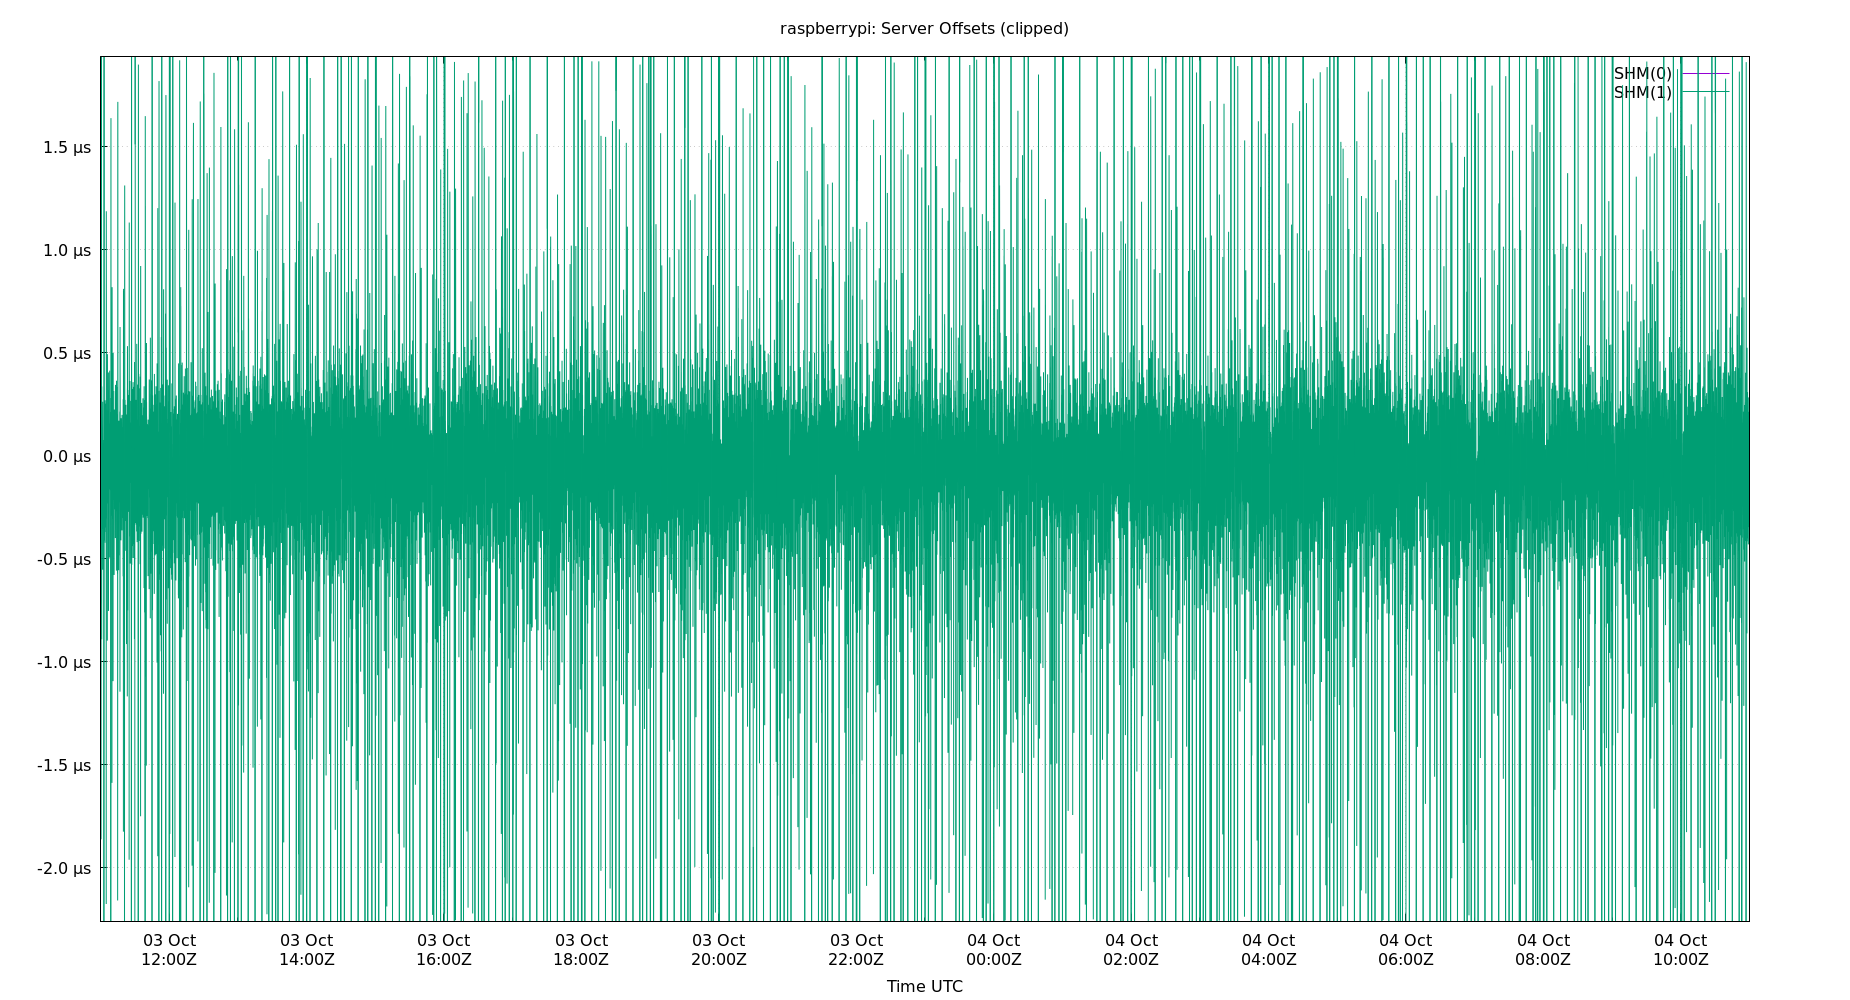 raspberrypi: Server Offsets (clipped)
SHM(0)
SHM(1)
1.5 µs
1.0 µs
0.5 µs
0.0 µs
-0.5 µs
-1.0 µs
-1.5 µs
-2.0 µs
03 Oct 03 Oct 03 Oct 03 Oct 03 Oct 03 Oct 04 Oct 04 Oct 04 Oct 04 Oct 04 Oct 04 Oct
12:00Z 14:00Z 16:00Z 18:00Z 20:00Z 22:00Z 00:00Z 02:00Z 04:00Z 06:00Z 08:00Z 10:00Z
Time UTC